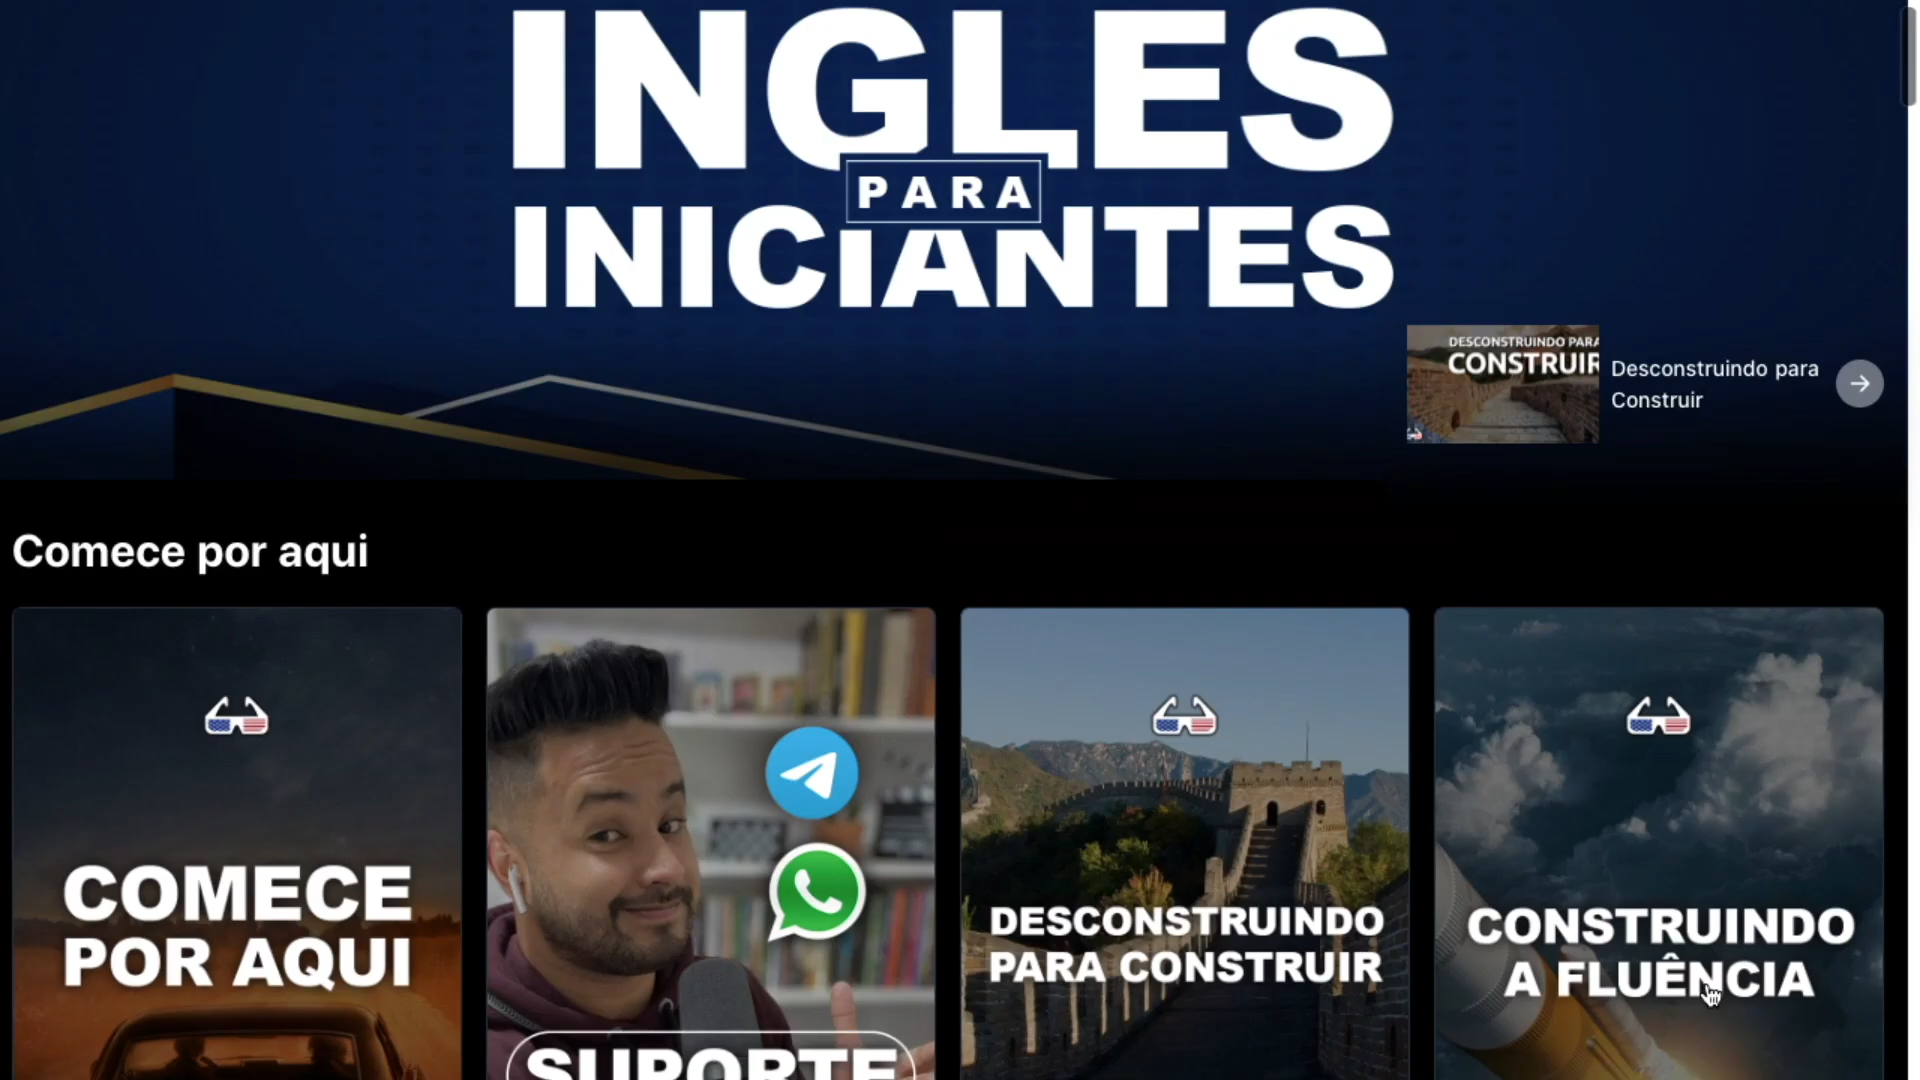 INGLES
PARA
INICIANTES
DESCONSTRUINDO PARA
CONSTRUIR
Desconstruindo para
Construir
Comece por aqui
COMECE
POR AQUI
SUPORTE
DESCONSTRUINDO
PARA CONSTRUIR
CONSTRUINDO
A FLUÊNCIA